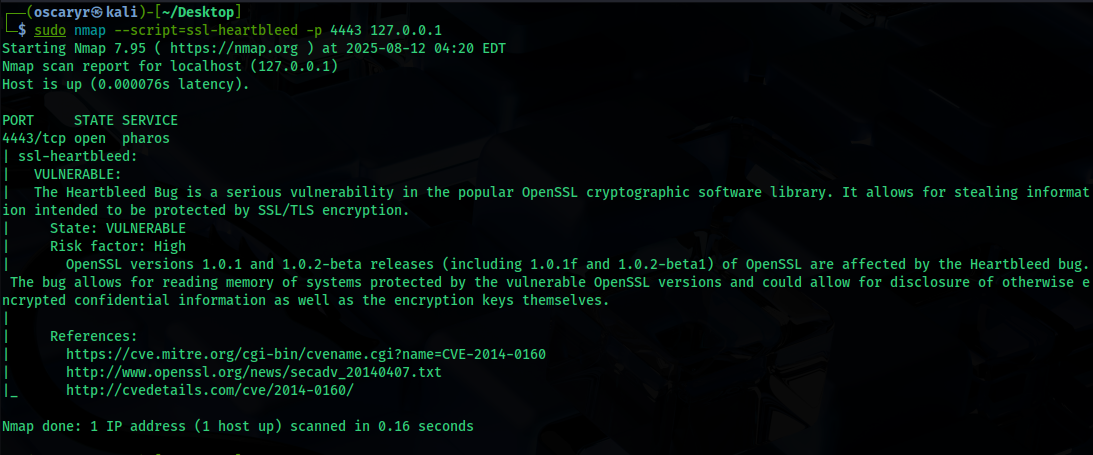 ┌──(oscaryr㉿kali)-[~/Desktop]
└─$ sudo nmap --script=ssl-heartbleed -p 4443 127.0.0.1
Starting Nmap 7.95 ( https://nmap.org ) at 2025-08-12 04:20 EDT
Nmap scan report for localhost (127.0.0.1)
Host is up (0.000076s latency).

PORT     STATE SERVICE
4443/tcp open  pharos
| ssl-heartbleed:
|   VULNERABLE:
|   The Heartbleed Bug is a serious vulnerability in the popular OpenSSL cryptographic software library. It allows for stealing informat
ion intended to be protected by SSL/TLS encryption.
|     State: VULNERABLE
|     Risk factor: High
|       OpenSSL versions 1.0.1 and 1.0.2-beta releases (including 1.0.1f and 1.0.2-beta1) of OpenSSL are affected by the Heartbleed bug.
 The bug allows for reading memory of systems protected by the vulnerable OpenSSL versions and could allow for disclosure of otherwise e
ncrypted confidential information as well as the encryption keys themselves.
|
|     References:
|       https://cve.mitre.org/cgi-bin/cvename.cgi?name=CVE-2014-0160
|       http://www.openssl.org/news/secadv_20140407.txt
|_      http://cvedetails.com/cve/2014-0160/

Nmap done: 1 IP address (1 host up) scanned in 0.16 seconds